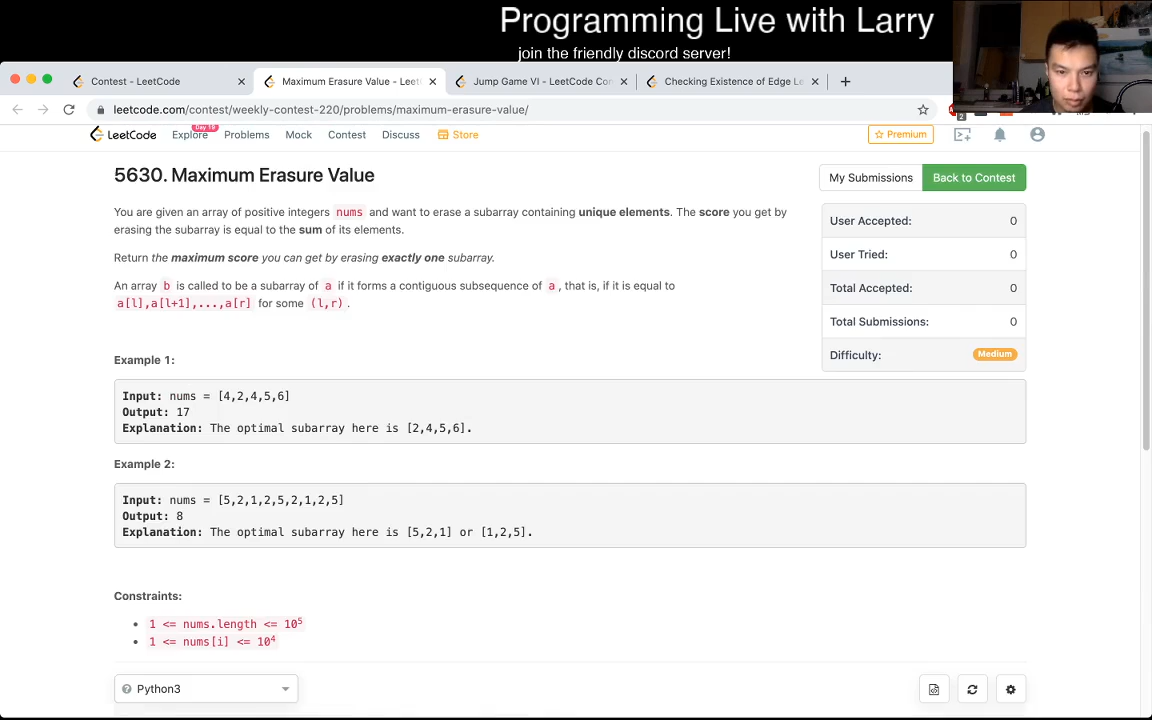 Programming Live with Larry
join the friendly discord server!
Contest - LeetCode
Maximum Erasure Value - Leet
Jump Game VI - LeetCode Con
Checking Existence of Edge Le
leetcode.com/contest/weekly-contest-220/problems/maximum-erasure-value/
2
LeetCode
Explore
Day 19
Problems
Mock
Contest
Discuss
Store
Premium
5630. Maximum Erasure Value
My Submissions
Back to Contest
You are given an array of positive integers nums and want to erase a subarray containing unique elements. The score you get by
erasing the subarray is equal to the sum of its elements.
Return the maximum score you can get by erasing exactly one subarray.
An array b is called to be a subarray of a if it forms a contiguous subsequence of a , that is, if it is equal to
a[l],a[l+1],...,a[r] for some (l,r) .
User Accepted: 0
User Tried: 0
Total Accepted: 0
Total Submissions: 0
Difficulty: Medium
Example 1:
Input: nums = [4,2,4,5,6]
Output: 17
Explanation: The optimal subarray here is [2,4,5,6].
Example 2:
Input: nums = [5,2,1,2,5,2,1,2,5]
Output: 8
Explanation: The optimal subarray here is [5,2,1] or [1,2,5].
Constraints:
1 <= nums.length <= 10⁵
1 <= nums[i] <= 10⁴
Python3